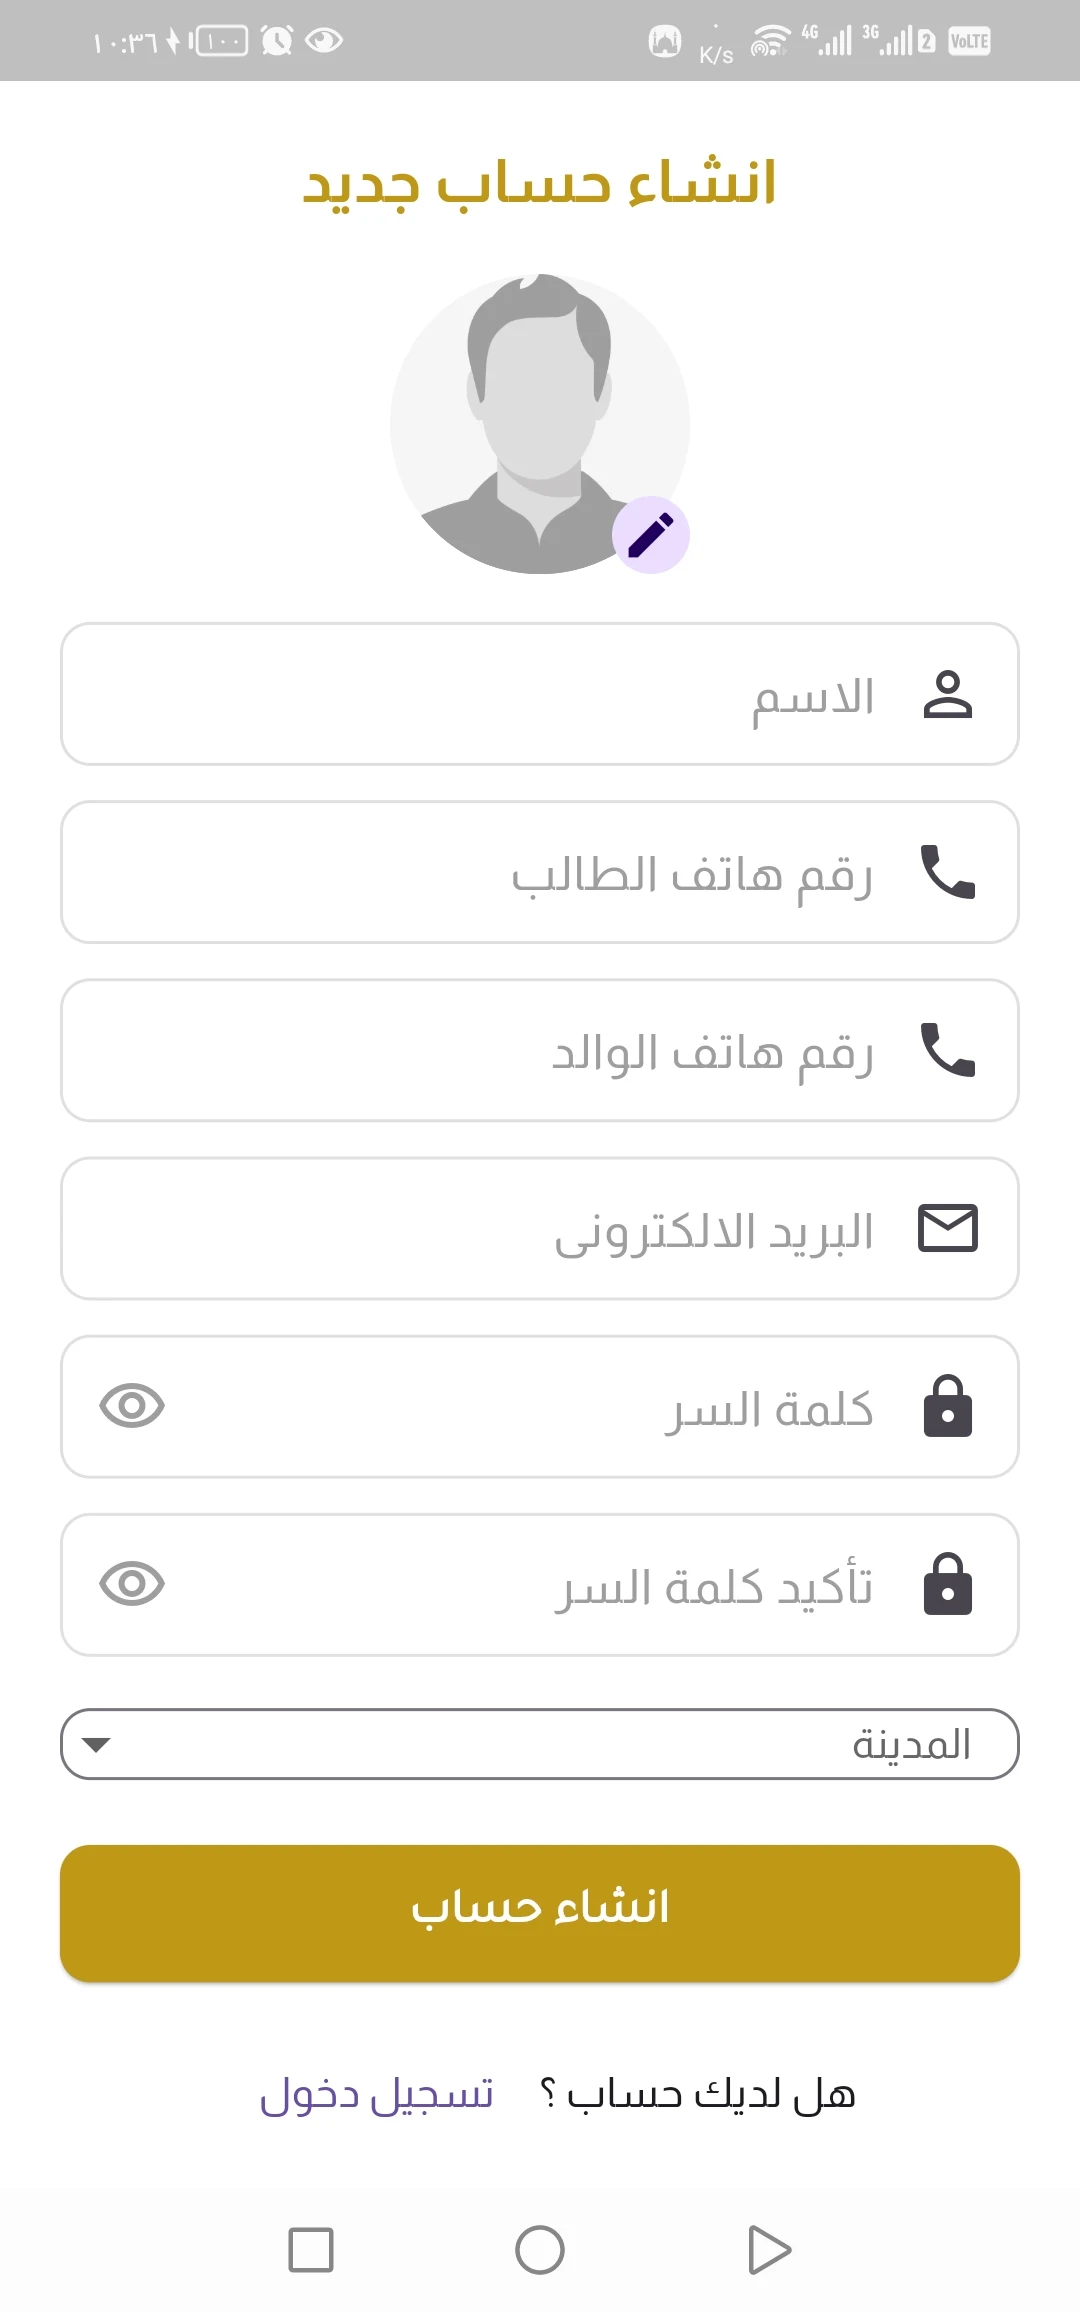 ١٠:٣٦ ١٠٠ ٠ K/s 4G 3G 2 VoLTE
انشاء حساب جديد
الاسم
رقم هاتف الطالب
رقم هاتف الوالد
البريد الالكترونى
كلمة السر
تأكيد كلمة السر
المدينة
انشاء حساب
هل لديك حساب ؟ تسجيل دخول